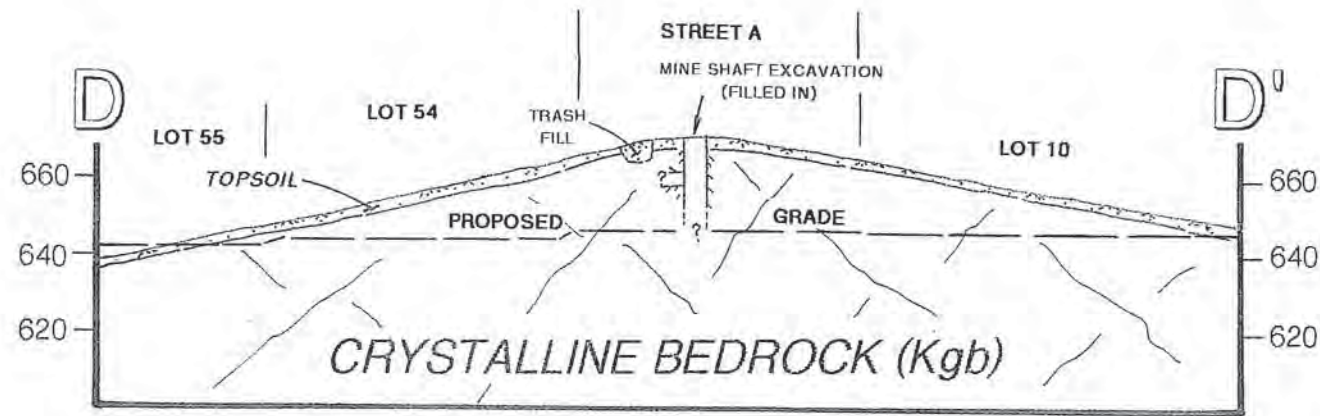 STREET A
MINE SHAFT EXCAVATION
(FILLED IN)
D
D'
LOT 54
TRASH
FILL
LOT 55
LOT 10
TOPSOIL
660
660
PROPOSED
GRADE
?
?
640
640
620
620
CRYSTALLINE BEDROCK (Kgb)